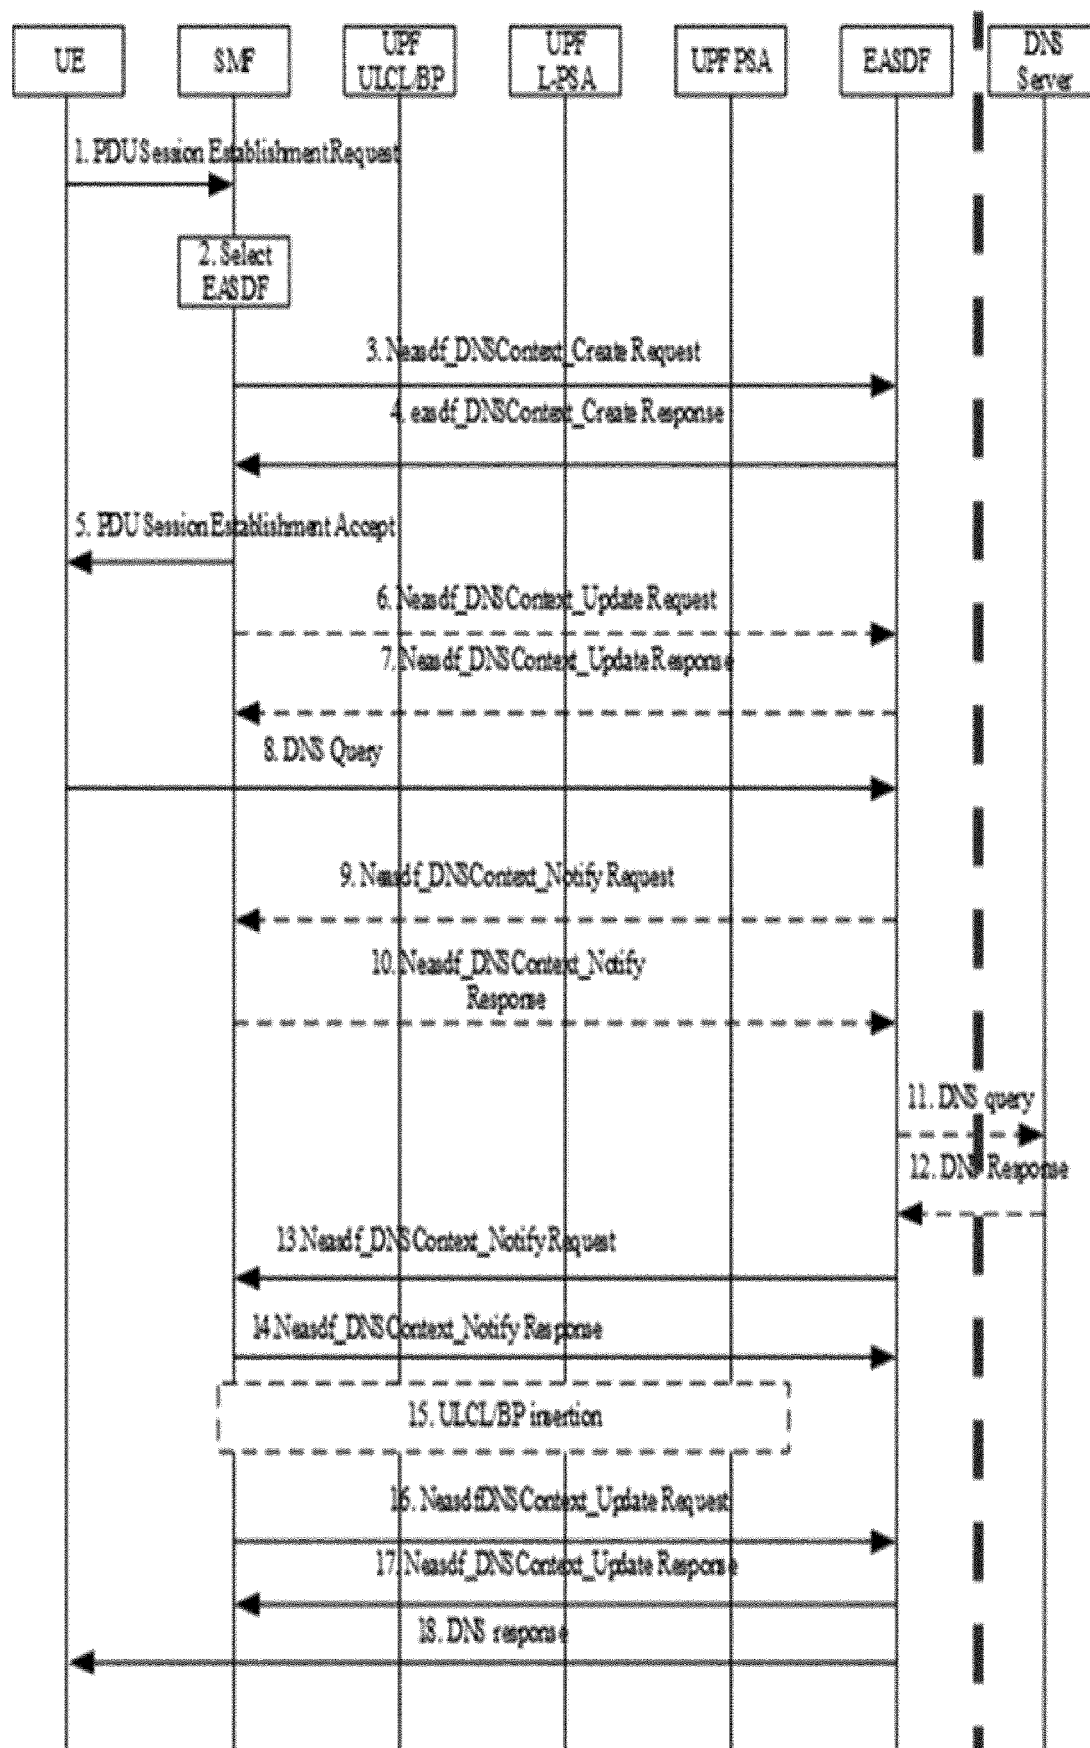 UE
SMF
UPF
ULCL/BP
UPF
L-PSA
UPF PSA
EASDF
DNS
Server
1. PDU Session Establishment Request
2. Select
EASDF
3. Neasdf_DNSContext_Create Request
4. easdf_DNSContext_Create Response
5. PDU Session Establishment Accept
6. Neasdf_DNSContext_Update Request
7. Neasdf_DNSContext_Update Response
8. DNS Query
9. Neasdf_DNSContext_Notify Request
10. Neasdf_DNSContext_Notify
Response
11. DNS query
12. DNS Response
13.Neasdf_DNSContext_Notify Request
14.Neasdf_DNSContext_Notify Response
15. ULCL/BP insertion
16. NeasdfDNSContext_Update Request
17. Neasdf_DNSContext_Update Response
18. DNS response